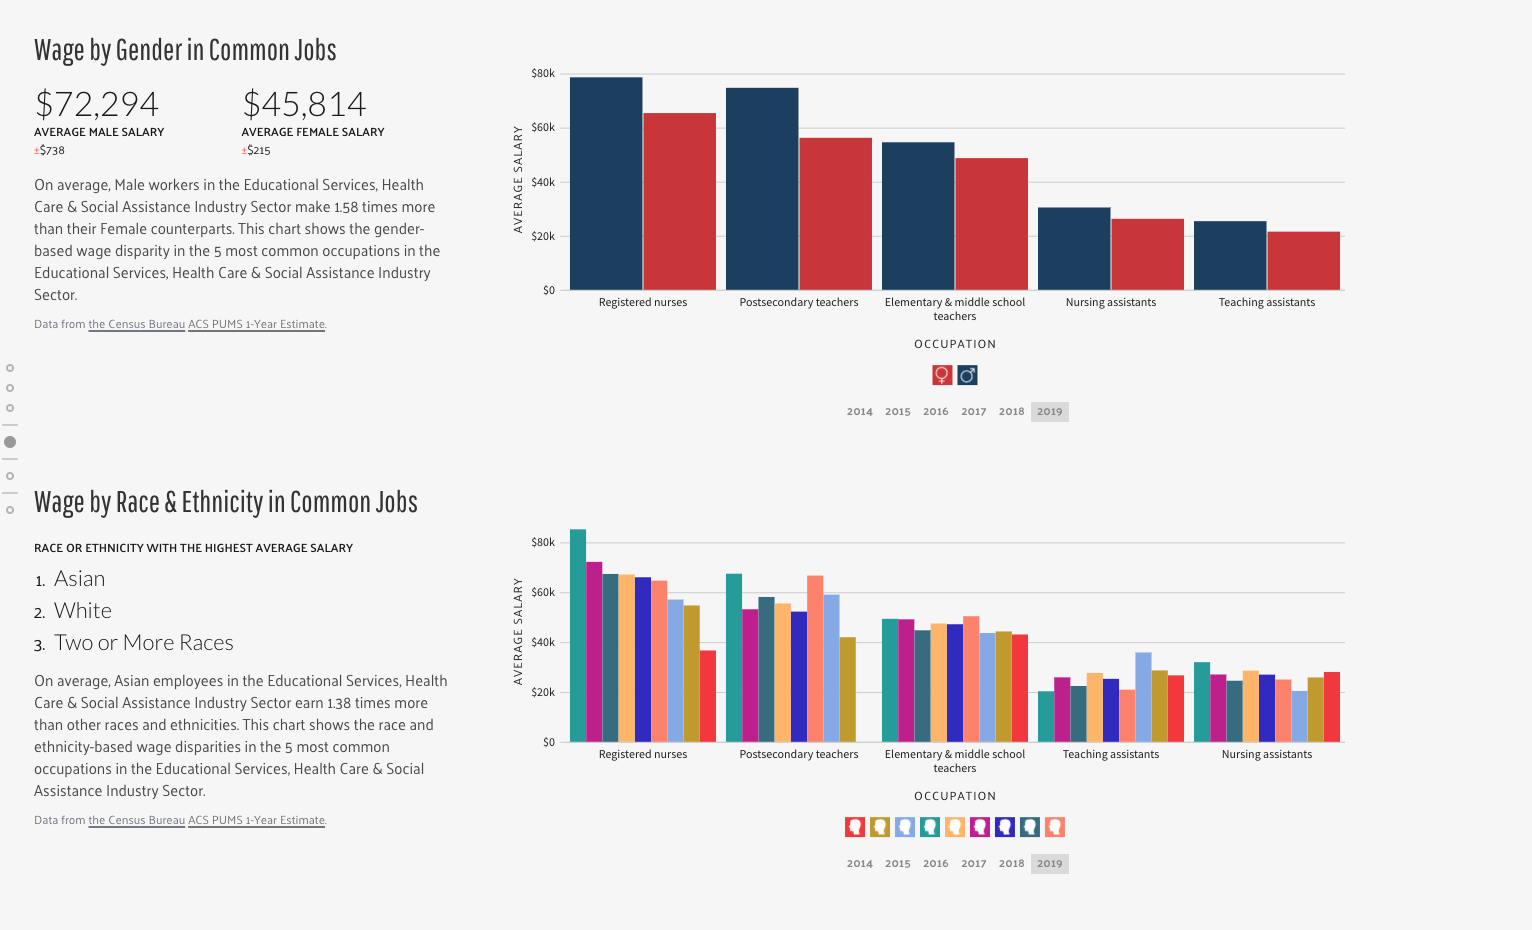 Wage by Gender in Common Jobs
$72,294
AVERAGE MALE SALARY
±$738
$45,814
AVERAGE FEMALE SALARY
±$215
On average, Male workers in the Educational Services, Health
Care & Social Assistance Industry Sector make 1.58 times more
than their Female counterparts. This chart shows the gender-
based wage disparity in the 5 most common occupations in the
Educational Services, Health Care & Social Assistance Industry
Sector.
Data from the Census Bureau ACS PUMS 1-Year Estimate.
AVERAGE SALARY
$80k
$60k
$40k
$20k
$0
Registered nurses
Postsecondary teachers
Elementary & middle school
teachers
Nursing assistants
Teaching assistants
OCCUPATION
2014 2015 2016 2017 2018 2019
Wage by Race & Ethnicity in Common Jobs
RACE OR ETHNICITY WITH THE HIGHEST AVERAGE SALARY
1. Asian
2. White
3. Two or More Races
On average, Asian employees in the Educational Services, Health
Care & Social Assistance Industry Sector earn 1.38 times more
than other races and ethnicities. This chart shows the race and
ethnicity-based wage disparities in the 5 most common
occupations in the Educational Services, Health Care & Social
Assistance Industry Sector.
Data from the Census Bureau ACS PUMS 1-Year Estimate.
AVERAGE SALARY
$80k
$60k
$40k
$20k
$0
Registered nurses
Postsecondary teachers
Elementary & middle school
teachers
Teaching assistants
Nursing assistants
OCCUPATION
2014 2015 2016 2017 2018 2019